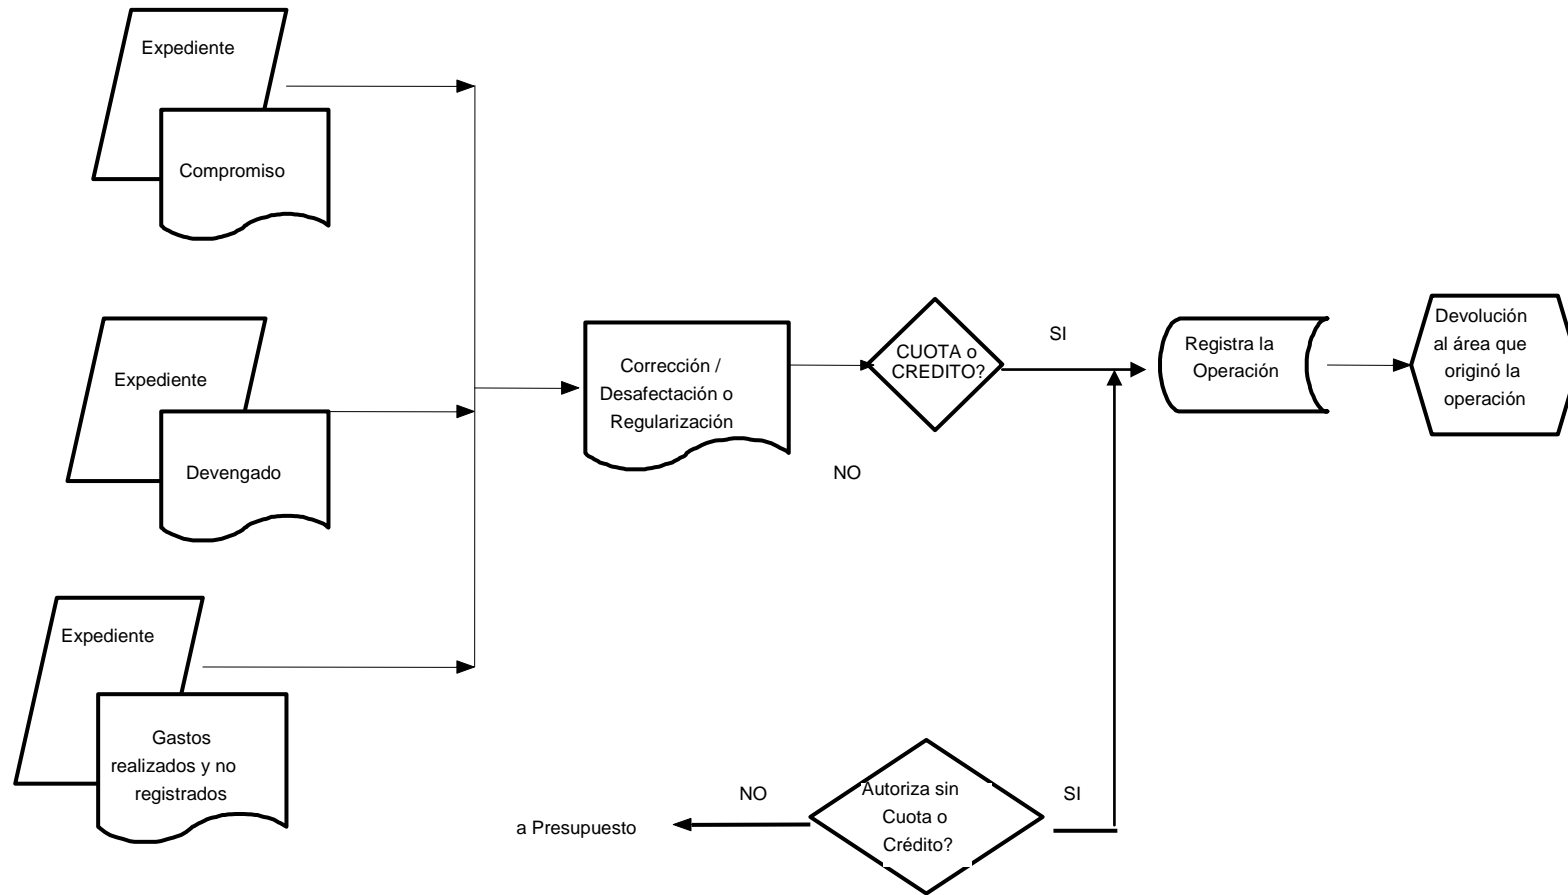 Expediente
Compromiso
Expediente
Devengado
Expediente
Gastos
realizados y no
registrados
Corrección /
Desafectación o
Regularización
NO
CUOTA o
CREDITO?
SI
Registra la
Operación
Devolución
al área que
originó la
operación
a Presupuesto
NO
Autoriza sin
Cuota o
Crédito?
SI